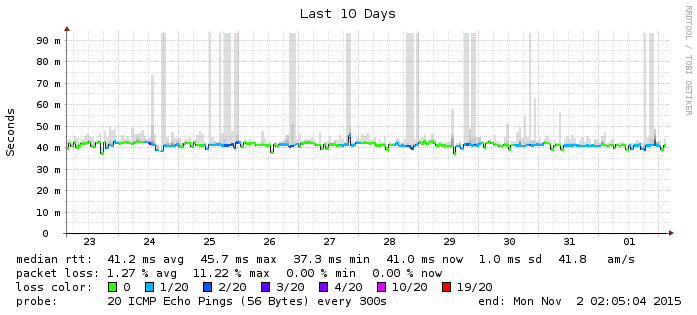 Last 10 Days
RRDTOOL / TOBI OETIKER
Seconds
90 m
80 m
70 m
60 m
50 m
40 m
30 m
20 m
10 m
0
23 24 25 26 27 28 29 30 31 01
median rtt: 41.2 ms avg 45.7 ms max 37.3 ms min 41.0 ms now 1.0 ms sd 41.8 am/s
packet loss: 1.27 % avg 11.22 % max 0.00 % min 0.00 % now
loss color: 0 1/20 2/20 3/20 4/20 10/20 19/20
probe: 20 ICMP Echo Pings (56 Bytes) every 300s end: Mon Nov 2 02:05:04 2015